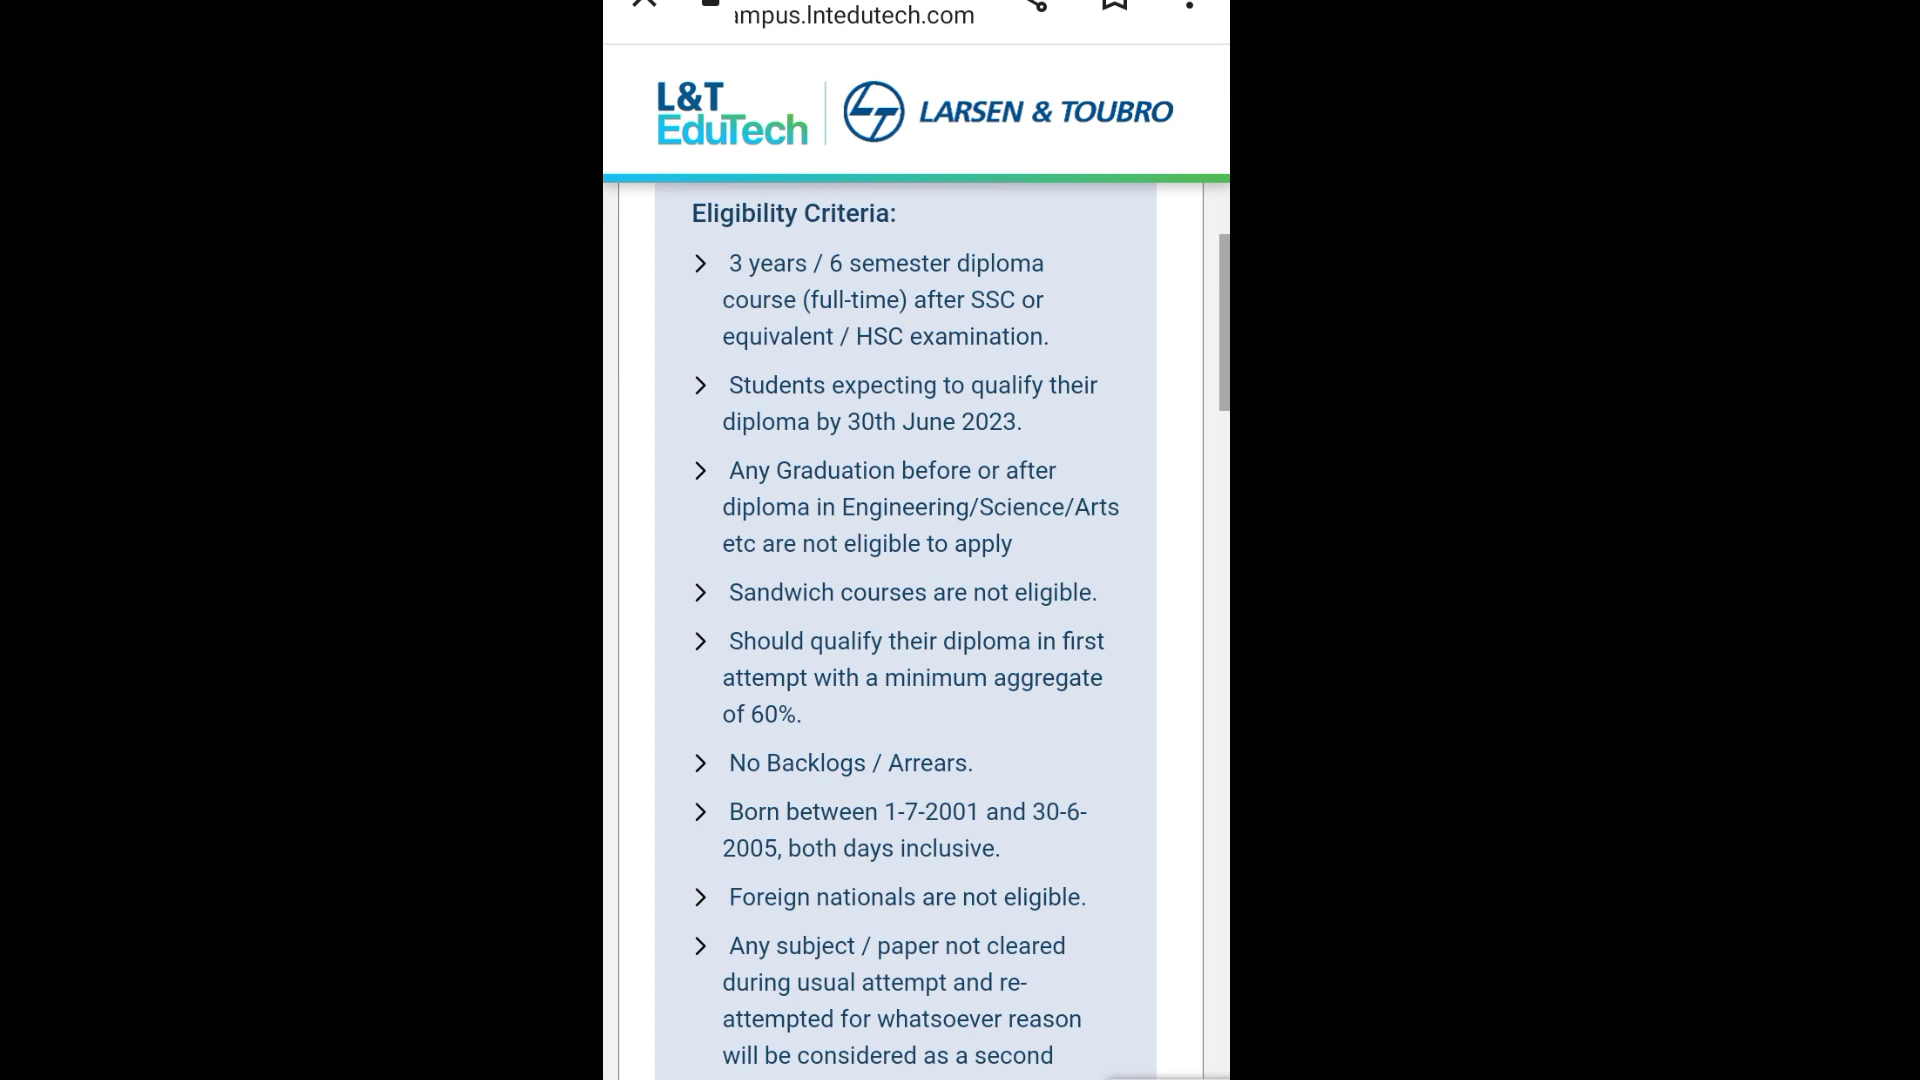 ampus.lntedutech.com
L&T
EduTech
LARSEN & TOUBRO
Eligibility Criteria:
3 years / 6 semester diploma
course (full-time) after SSC or
equivalent / HSC examination.
Students expecting to qualify their
diploma by 30th June 2023.
Any Graduation before or after
diploma in Engineering/Science/Arts
etc are not eligible to apply
Sandwich courses are not eligible.
Should qualify their diploma in first
attempt with a minimum aggregate
of 60%.
No Backlogs / Arrears.
Born between 1-7-2001 and 30-6-
2005, both days inclusive.
Foreign nationals are not eligible.
Any subject / paper not cleared
during usual attempt and re-
attempted for whatsoever reason
will be considered as a second